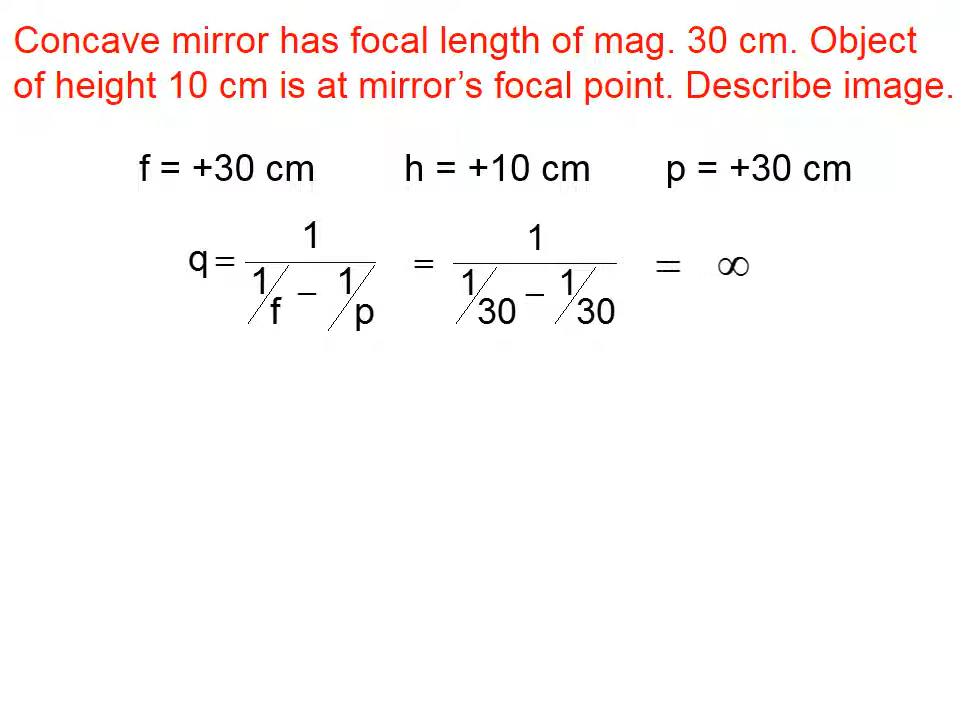 Concave mirror has focal length of mag. 30 cm. Object
of height 10 cm is at mirror’s focal point. Describe image.
f = +30 cm h = +10 cm p = +30 cm
q = 1 / (1/f – 1/p) = 1 / (1/30 – 1/30) = ∞